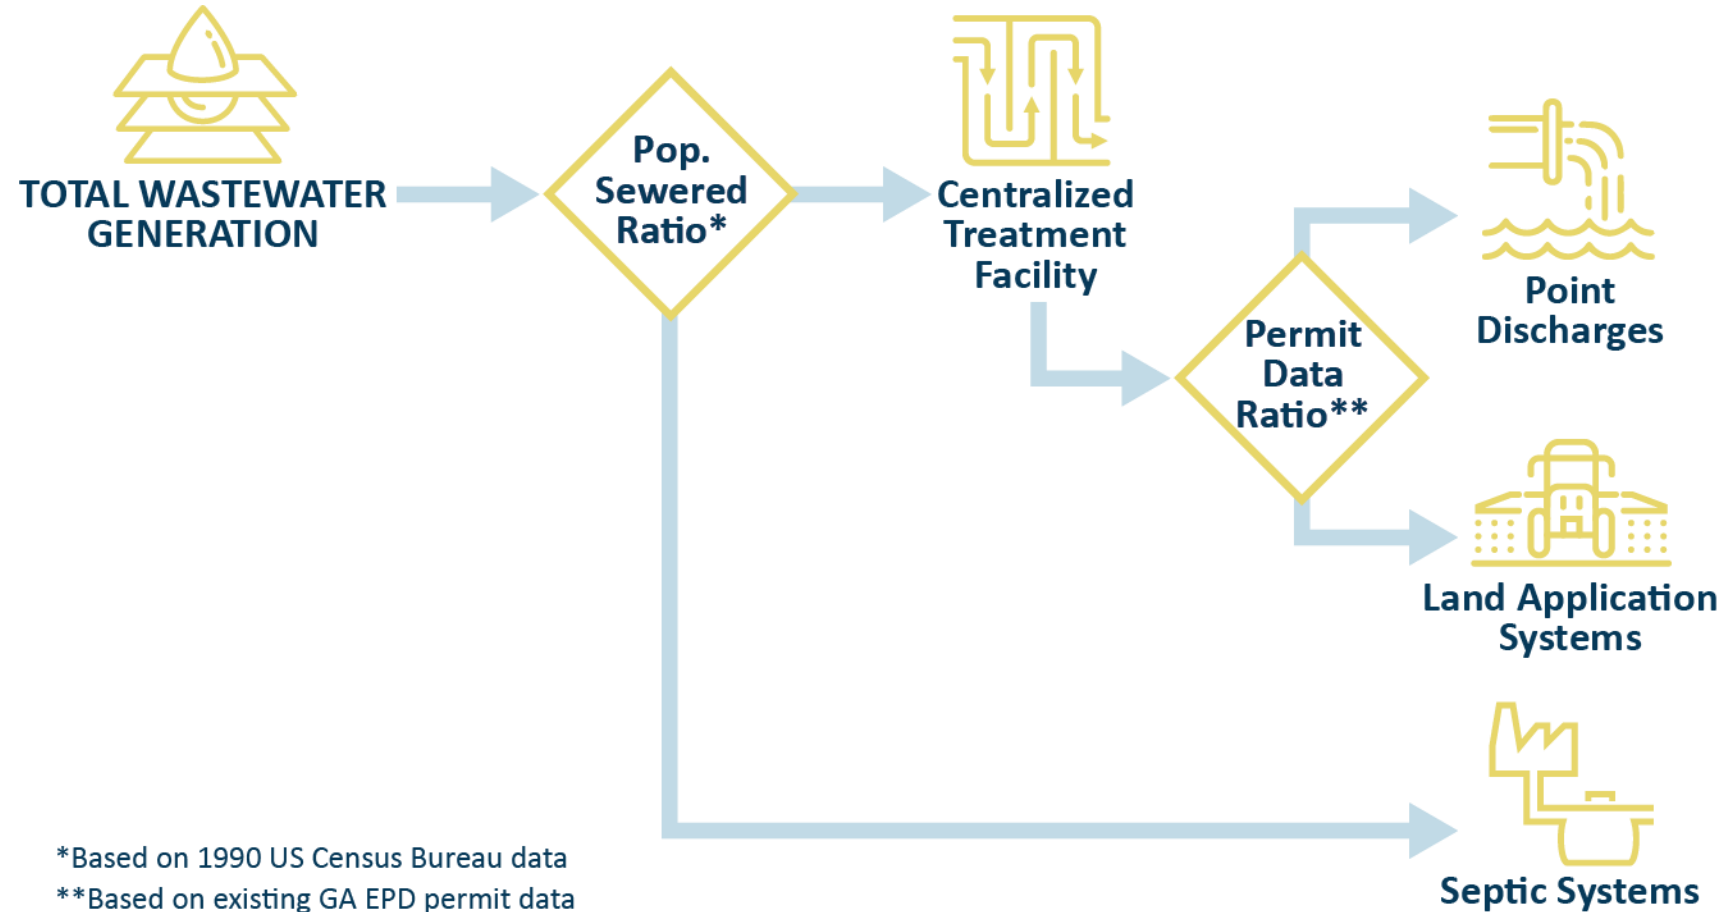 TOTAL WASTEWATER
GENERATION
Pop.
Sewered
Ratio*
Centralized
Treatment
Facility
Permit
Data
Ratio**
Point
Discharges
Land Application
Systems
Septic Systems
*Based on 1990 US Census Bureau data
**Based on existing GA EPD permit data